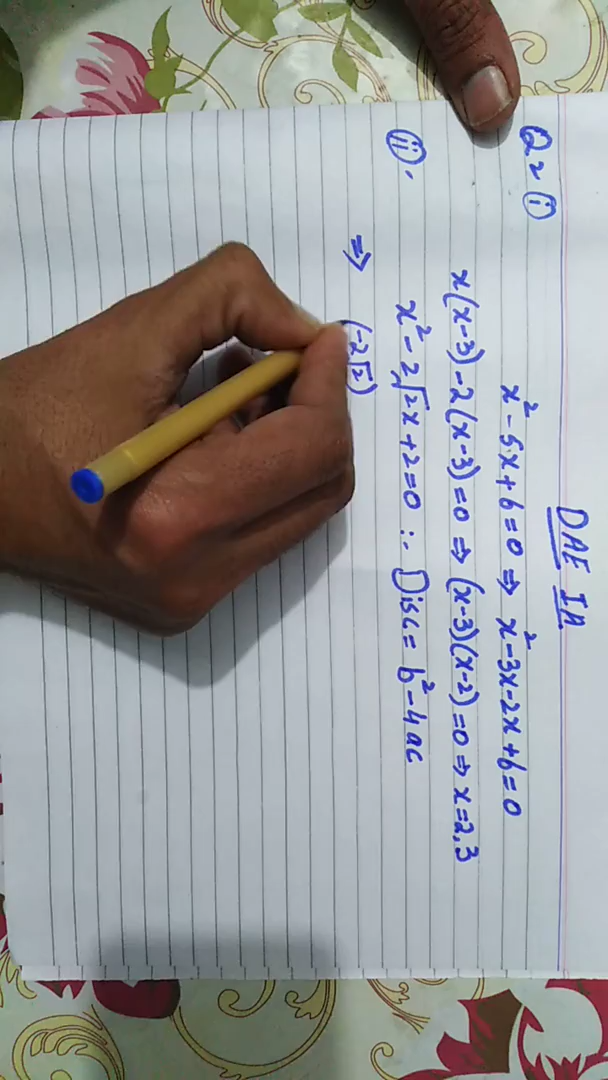 DAE IA
Q2 (i)
x² - 5x + 6 = 0 ⇒ x² - 3x - 2x + 6 = 0
x(x-3) - 2(x-3) = 0 ⇒ (x-3)(x-2) = 0 ⇒ x = 2,3
(ii). x² - 2√2x + 2 = 0 ∴ Disc = b² - 4ac
⇒ (-2√2)